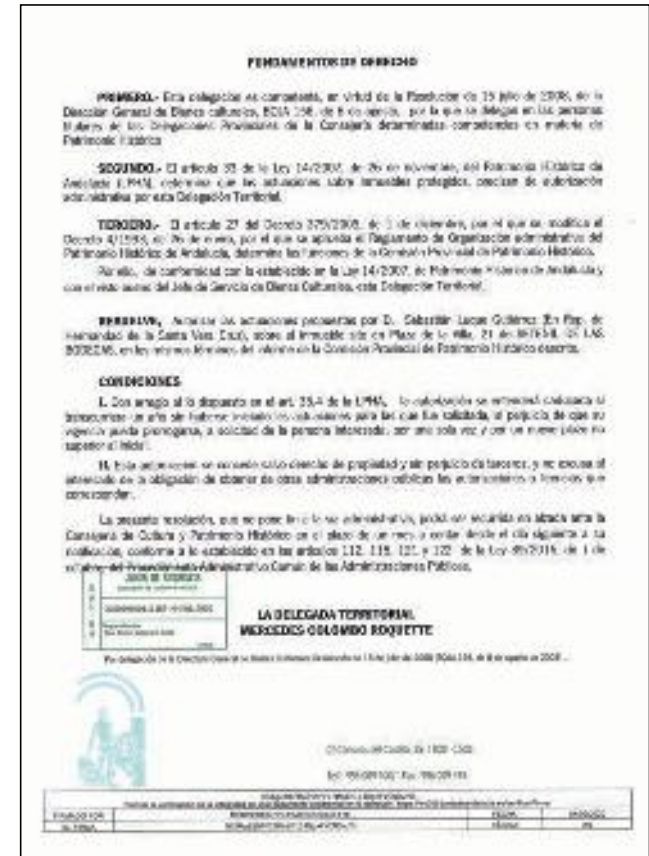 FUNDAMENTOS DE DERECHO
PRIMERO.- Esta delegación es competente, en virtud de la Resolución de 15 julio de 2008, de la
Dirección General de Bienes culturales, BOJA 156, de 6 de agosto, por la que se delegan en las personas
titulares de las Delegaciones Provinciales de la Consejería determinadas competencias en materia de
Patrimonio Histórico
SEGUNDO.- El artículo 33 de la Ley 14/2007, de 26 de noviembre, del Patrimonio Histórico de
Andalucía (LPHA), determina que las actuaciones sobre inmuebles protegidos, precisan de autorización
administrativa por esta Delegación Territorial.
TERCERO.- El artículo 27 del Decreto 379/2009, de 1 de diciembre, por el que se modifica el
Decreto 4/1993, de 26 de enero, por el que se aprueba el Reglamento de Organización administrativa del
Patrimonio Histórico de Andalucía, determina las funciones de la Comisión Provincial de Patrimonio Histórico.
Por ello, de conformidad con lo establecido en la Ley 14/2007, de Patrimonio Histórico de Andalucía y
con el visto bueno del Jefe de Servicio de Bienes Culturales, esta Delegación Territorial,
RESUELVE, Autorizar las actuaciones propuestas por D. Sebastián Luque Gutiérrez (En Rep. de
Hermandad de la Santa Vera Cruz), sobre el inmueble sito en Plaza de la Villa, 21 de SETENIL DE LAS
BODEGAS, en los mismos términos del informe de la Comisión Provincial de Patrimonio Histórico descrito.
CONDICIONES
I. Con arreglo al lo dispuesto en el art. 33.4 de la LPHA, la autorización se entenderá caducada si
transcurriese un año sin haberse iniciado las actuaciones para las que fue solicitada, si perjuicio de que su
vigencia pueda prorrogarse, a solicitud de la persona interesada, por una sola vez y por un nuevo plazo no
superior al inicial.
II. Esta autorización se concede salvo derecho de propiedad y sin perjuicio de terceros, y no excusa al
interesado de la obligación de obtener de otras administraciones públicas las autorizaciones o licencias que
correspondan.
La presente resolución, que no pone fin a la vía administrativa, podrá ser recurrida en alzada ante la
Consejera de Cultura y Patrimonio Histórico en el plazo de un mes a contar desde el día siguiente a su
notificación, conforme a lo establecido en los artículos 112, 115, 121 y 122 de la Ley 39/2015, de 1 de
octubre del Procedimiento Administrativo Común de las Administraciones Públicas.
JUNTA DE ANDALUCÍA
LA DELEGADA TERRITORIAL
MERCEDES COLOMBO ROQUETTE
FIRMADO POR
FECHA
PÁGINA